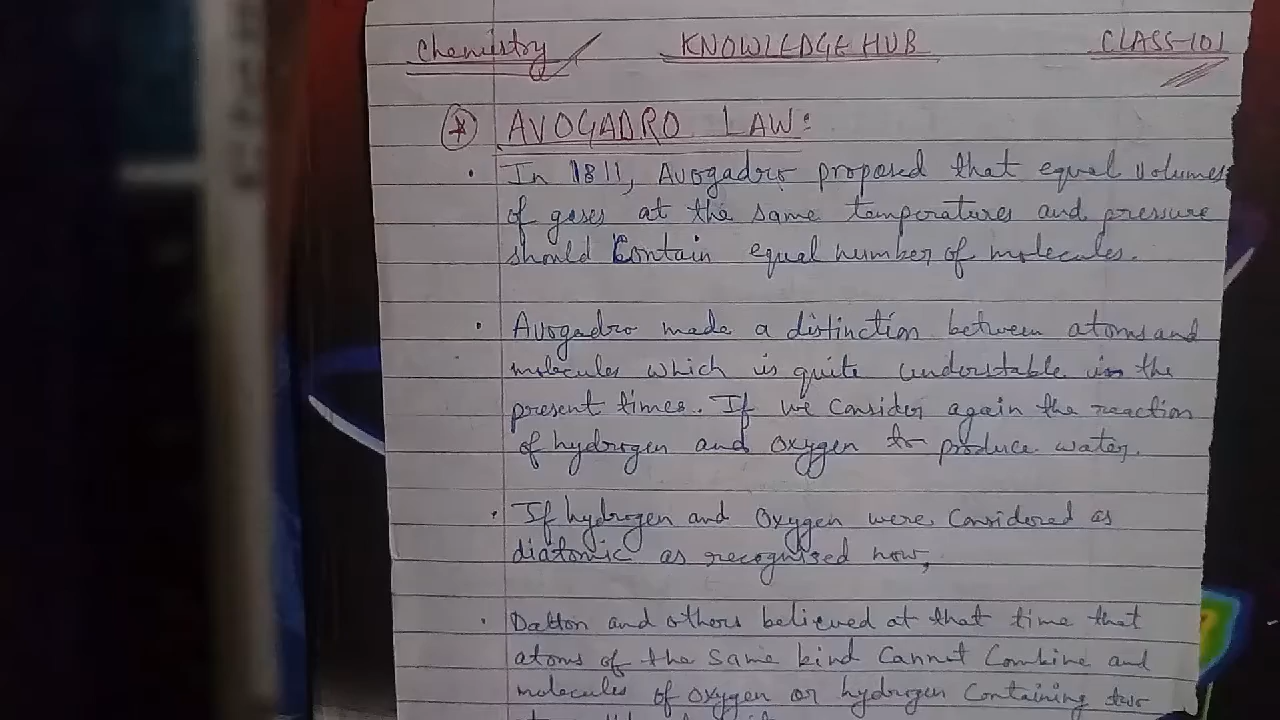 Chemistry KNOWLEDGE HUB CLASS-101
AVOGADRO LAW:
• In 1811, Avogadro proposed that equal volumes
of gases at the same temperatures and pressure
should contain equal number of molecules.
• Avogadro made a distinction between atoms and
molecules which is quite understable in the
present times. If we consider again the reaction
of hydrogen and oxygen to produce water.
• If hydrogen and oxygen were considered as
diatomic as recognised now,
• Dalton and others believed at that time that
atoms of the same kind cannot combine and
molecules of oxygen or hydrogen containing two